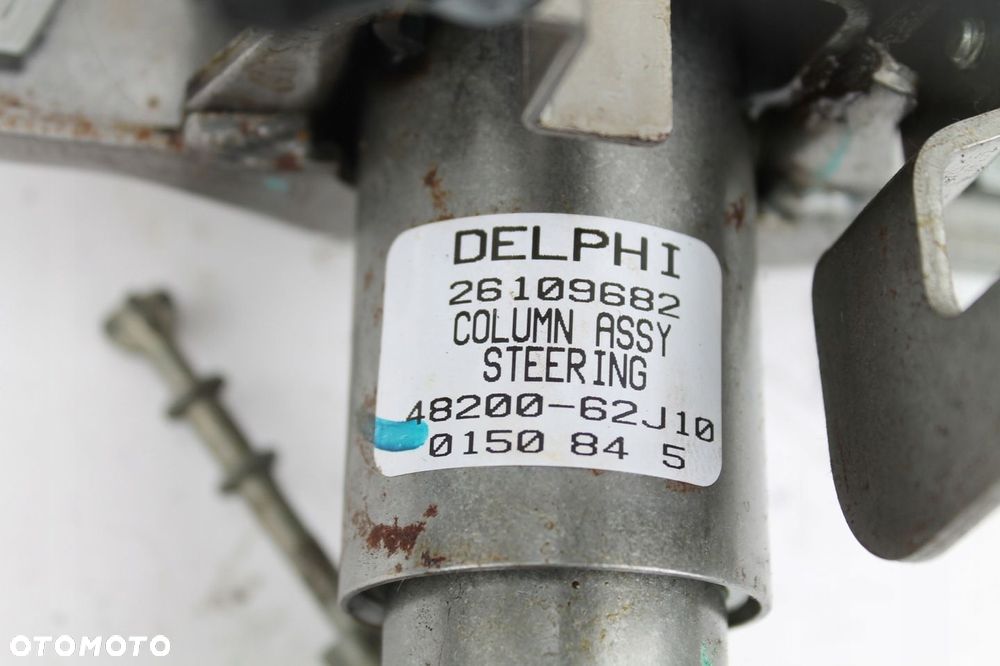 DELPHI
26109682
COLUMN ASSY
STEERING
48200-62J10
0150 84 5
OTOMOTO